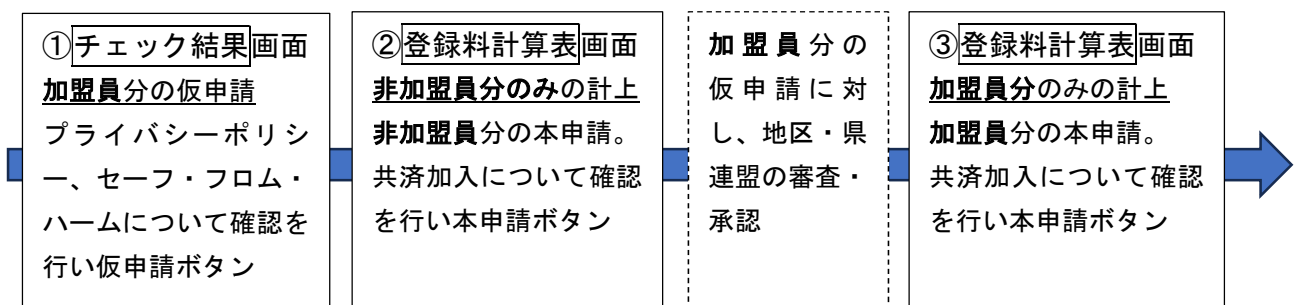 ①チェック結果画面
加盟員分の仮申請
プライバシーポリシ
ー、セーフ・フロム・
ハームについて確認を
行い仮申請ボタン
②登録料計算表画面
非加盟員分のみの計上
非加盟員分の本申請。
共済加入について確認
を行い本申請ボタン
加盟員分の
仮申請に対
し、地区・県
連盟の審査・
承認
③登録料計算表画面
加盟員分のみの計上
加盟員分の本申請。
共済加入について確認
を行い本申請ボタン